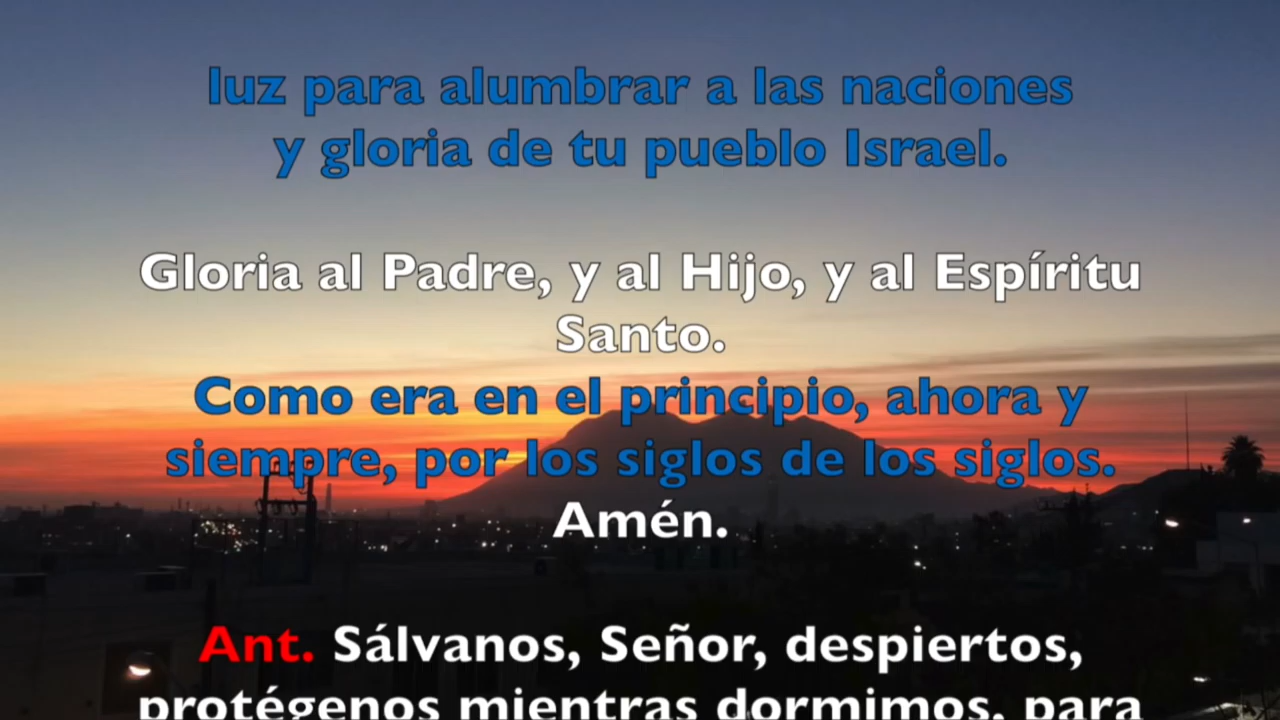 luz para alumbrar a las naciones
y gloria de tu pueblo Israel.
Gloria al Padre, y al Hijo, y al Espíritu
Santo.
Como era en el principio, ahora y
siempre, por los siglos de los siglos.
Amén.
Ant. Sálvanos, Señor, despiertos,
protégenos mientras dormimos, para